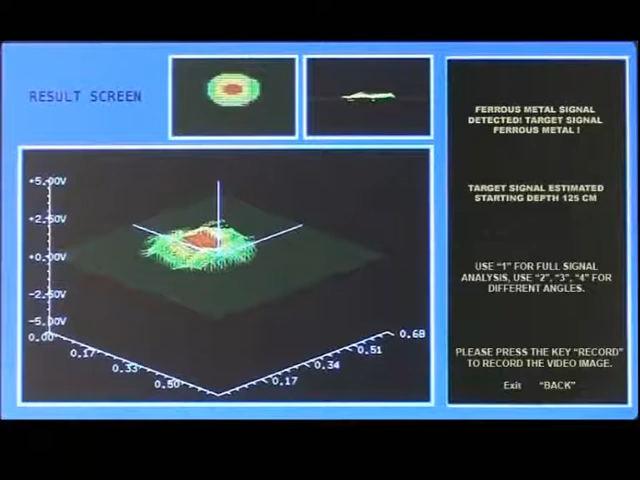 RESULT SCREEN
FERROUS METAL SIGNAL
DETECTED! TARGET SIGNAL
FERROUS METAL !
TARGET SIGNAL ESTIMATED
STARTING DEPTH 125 CM
USE "1" FOR FULL SIGNAL
ANALYSIS, USE "2", "3", "4" FOR
DIFFERENT ANGLES.
PLEASE PRESS THE KEY "RECORD"
TO RECORD THE VIDEO IMAGE.
Exit "BACK"
+5.00V
+2.50V
+0.00V
-2.50V
-5.00V
0.00
0.17
0.33
0.50
0.17
0.34
0.51
0.68